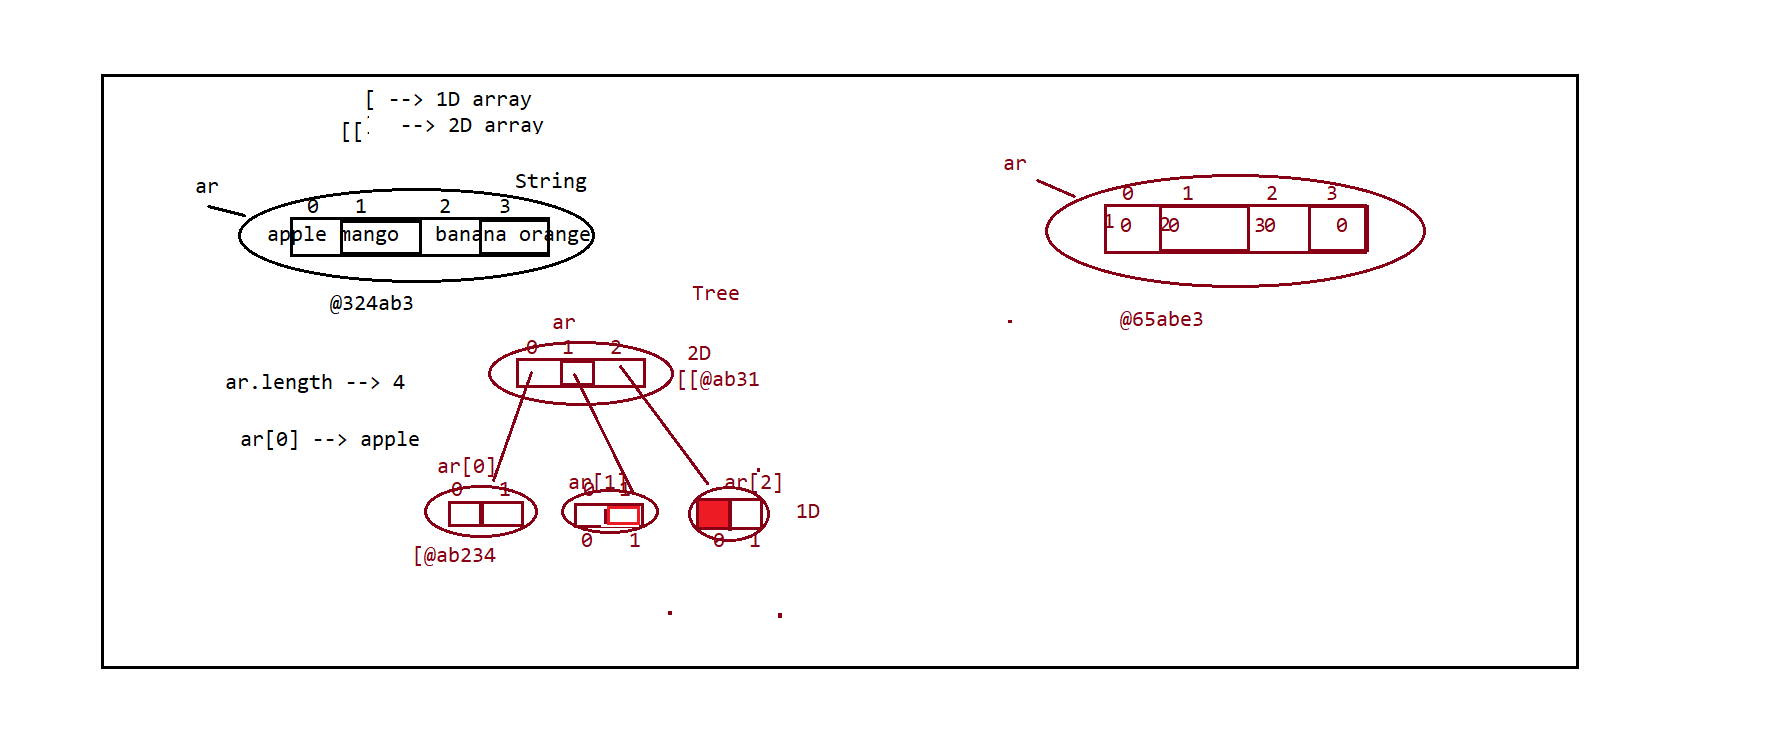 [ --> 1D array
[[ --> 2D array
ar
String
0 1 2 3
apple mango banana orange
@324ab3
ar
0 1 2 3
10 20 30 0
@65abe3
Tree
ar
0 1 2
2D
[[@ab31
ar.length --> 4
ar[0] --> apple
ar[0]
0 1
[@ab234
ar[1]
0 1
0 1
ar[2]
0 1
1D